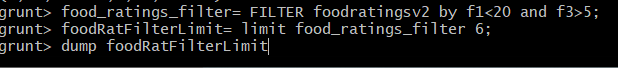 grunt> food_ratings_filter= FILTER foodratingsv2 by f1<20 and f3>5;
grunt> foodRatFilterLimit= limit food_ratings_filter 6;
grunt> dump foodRatFilterLimit